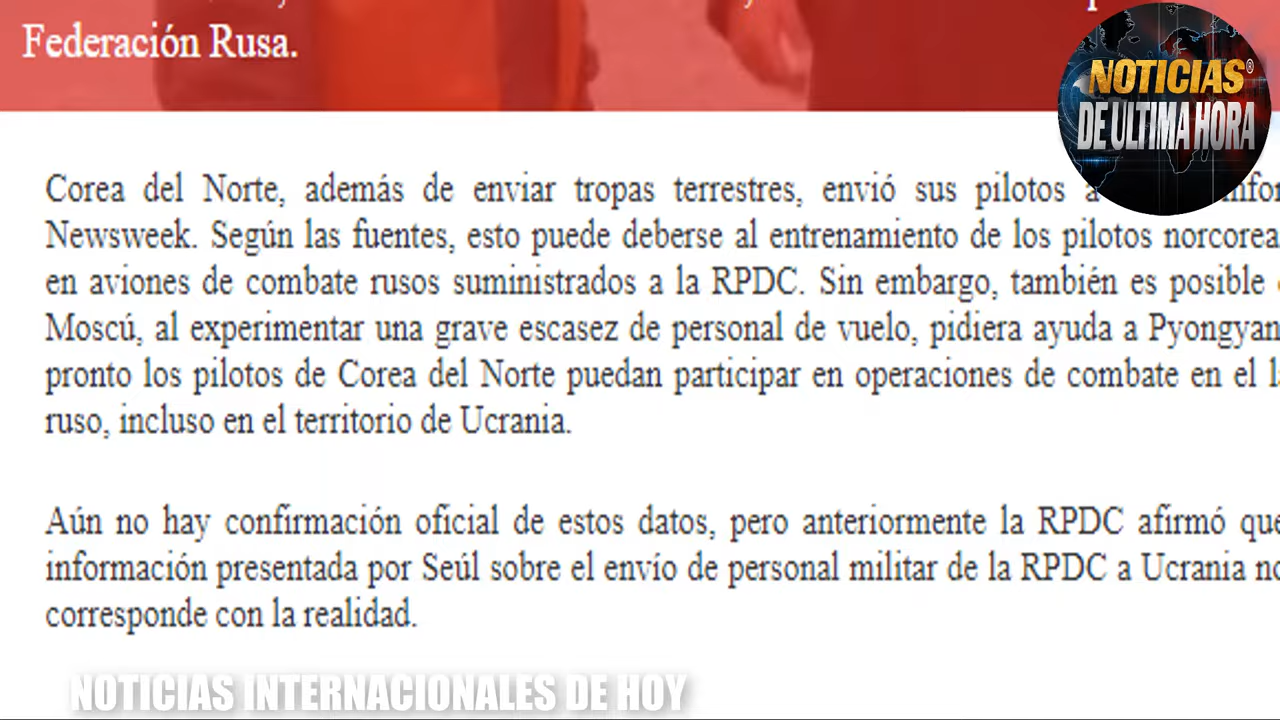 Federación Rusa.
NOTICIAS®
DE ULTIMA HORA
Corea del Norte, además de enviar tropas terrestres, envió sus pilotos a
Newsweek. Según las fuentes, esto puede deberse al entrenamiento de los pilotos norcorea
en aviones de combate rusos suministrados a la RPDC. Sin embargo, también es posible
Moscú, al experimentar una grave escasez de personal de vuelo, pidiera ayuda a Pyongyan
pronto los pilotos de Corea del Norte puedan participar en operaciones de combate en el l
ruso, incluso en el territorio de Ucrania.
Aún no hay confirmación oficial de estos datos, pero anteriormente la RPDC afirmó que
información presentada por Seúl sobre el envío de personal militar de la RPDC a Ucrania no
corresponde con la realidad.
NOTICIAS INTERNACIONALES DE HOY